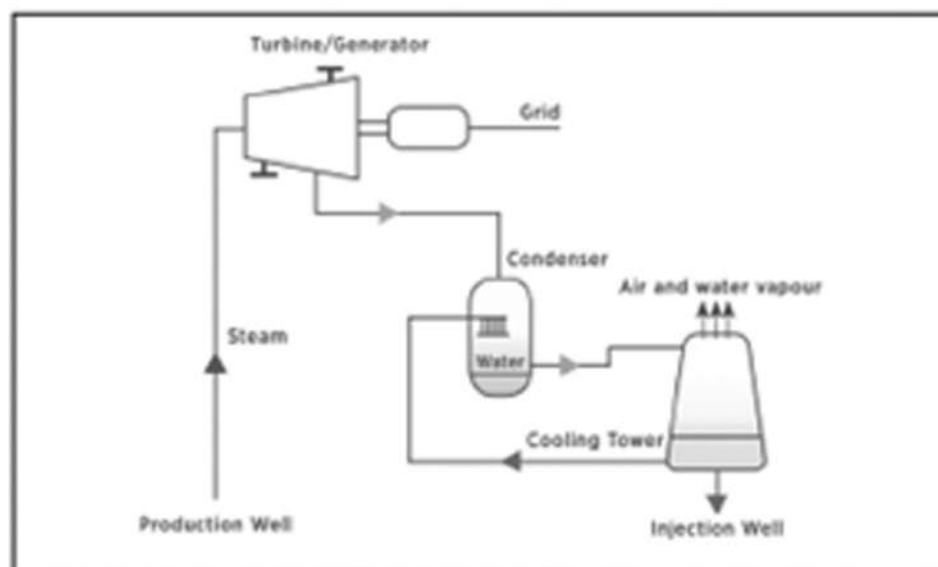 Turbine/Generator
Grid
Condenser
Air and water vapour
Steam
Water
Cooling Tower
Production Well
Injection Well